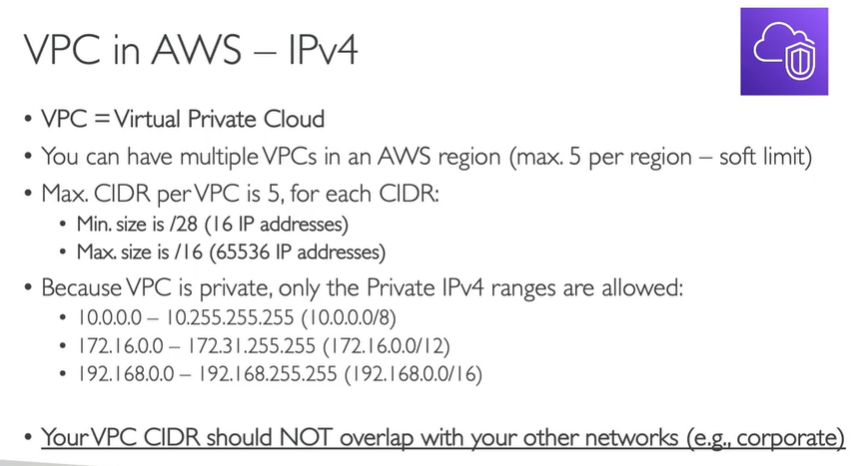 VPC in AWS – IPv4
• VPC = Virtual Private Cloud
• You can have multiple VPCs in an AWS region (max. 5 per region – soft limit)
• Max. CIDR per VPC is 5, for each CIDR:
• Min. size is /28 (16 IP addresses)
• Max. size is /16 (65536 IP addresses)
• Because VPC is private, only the Private IPv4 ranges are allowed:
• 10.0.0.0 – 10.255.255.255 (10.0.0.0/8)
• 172.16.0.0 – 172.31.255.255 (172.16.0.0/12)
• 192.168.0.0 – 192.168.255.255 (192.168.0.0/16)
• Your VPC CIDR should NOT overlap with your other networks (e.g., corporate)